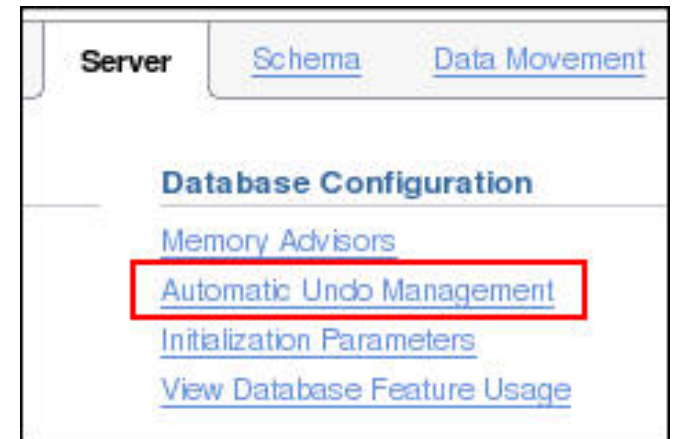 Server Schema Data Movement
Database Configuration
Memory Advisors
Automatic Undo Management
Initialization Parameters
View Database Feature Usage